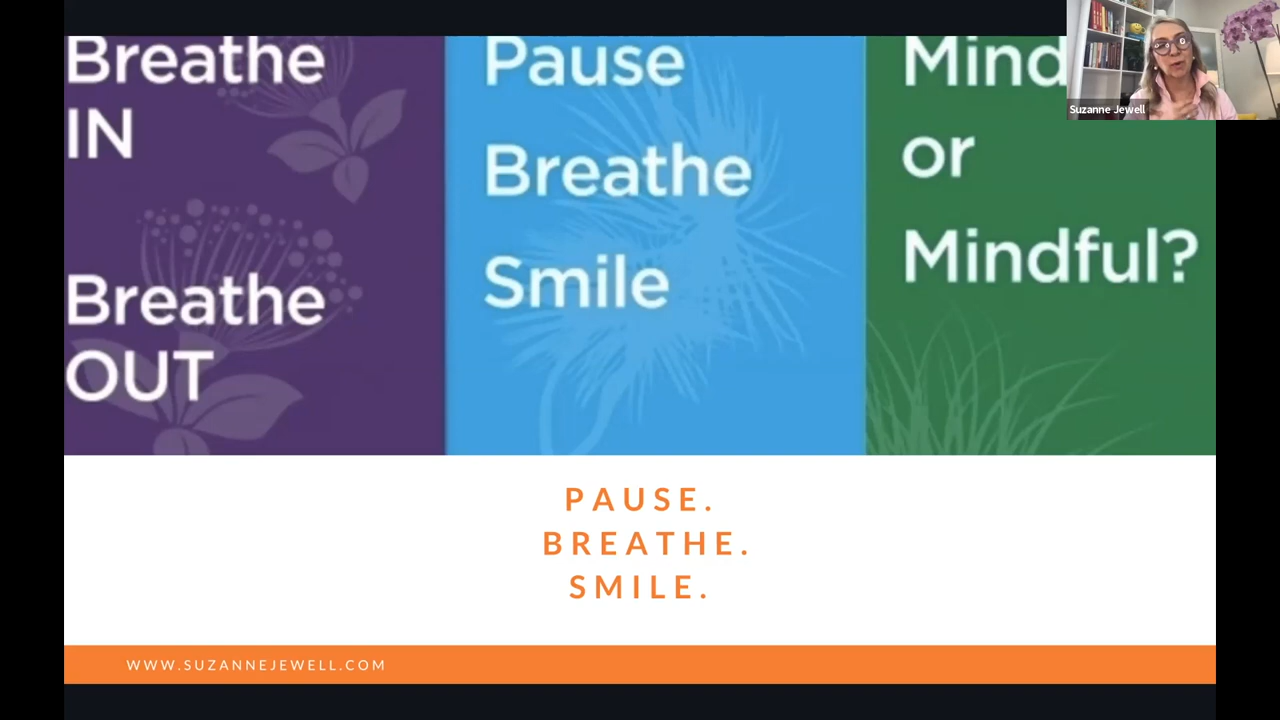 Breathe
IN
Breathe
OUT
Pause
Breathe
Smile
Mind
or
Mindful?
Suzanne Jewell
PAUSE.
BREATHE.
SMILE.
WWW.SUZANNEJEWELL.COM